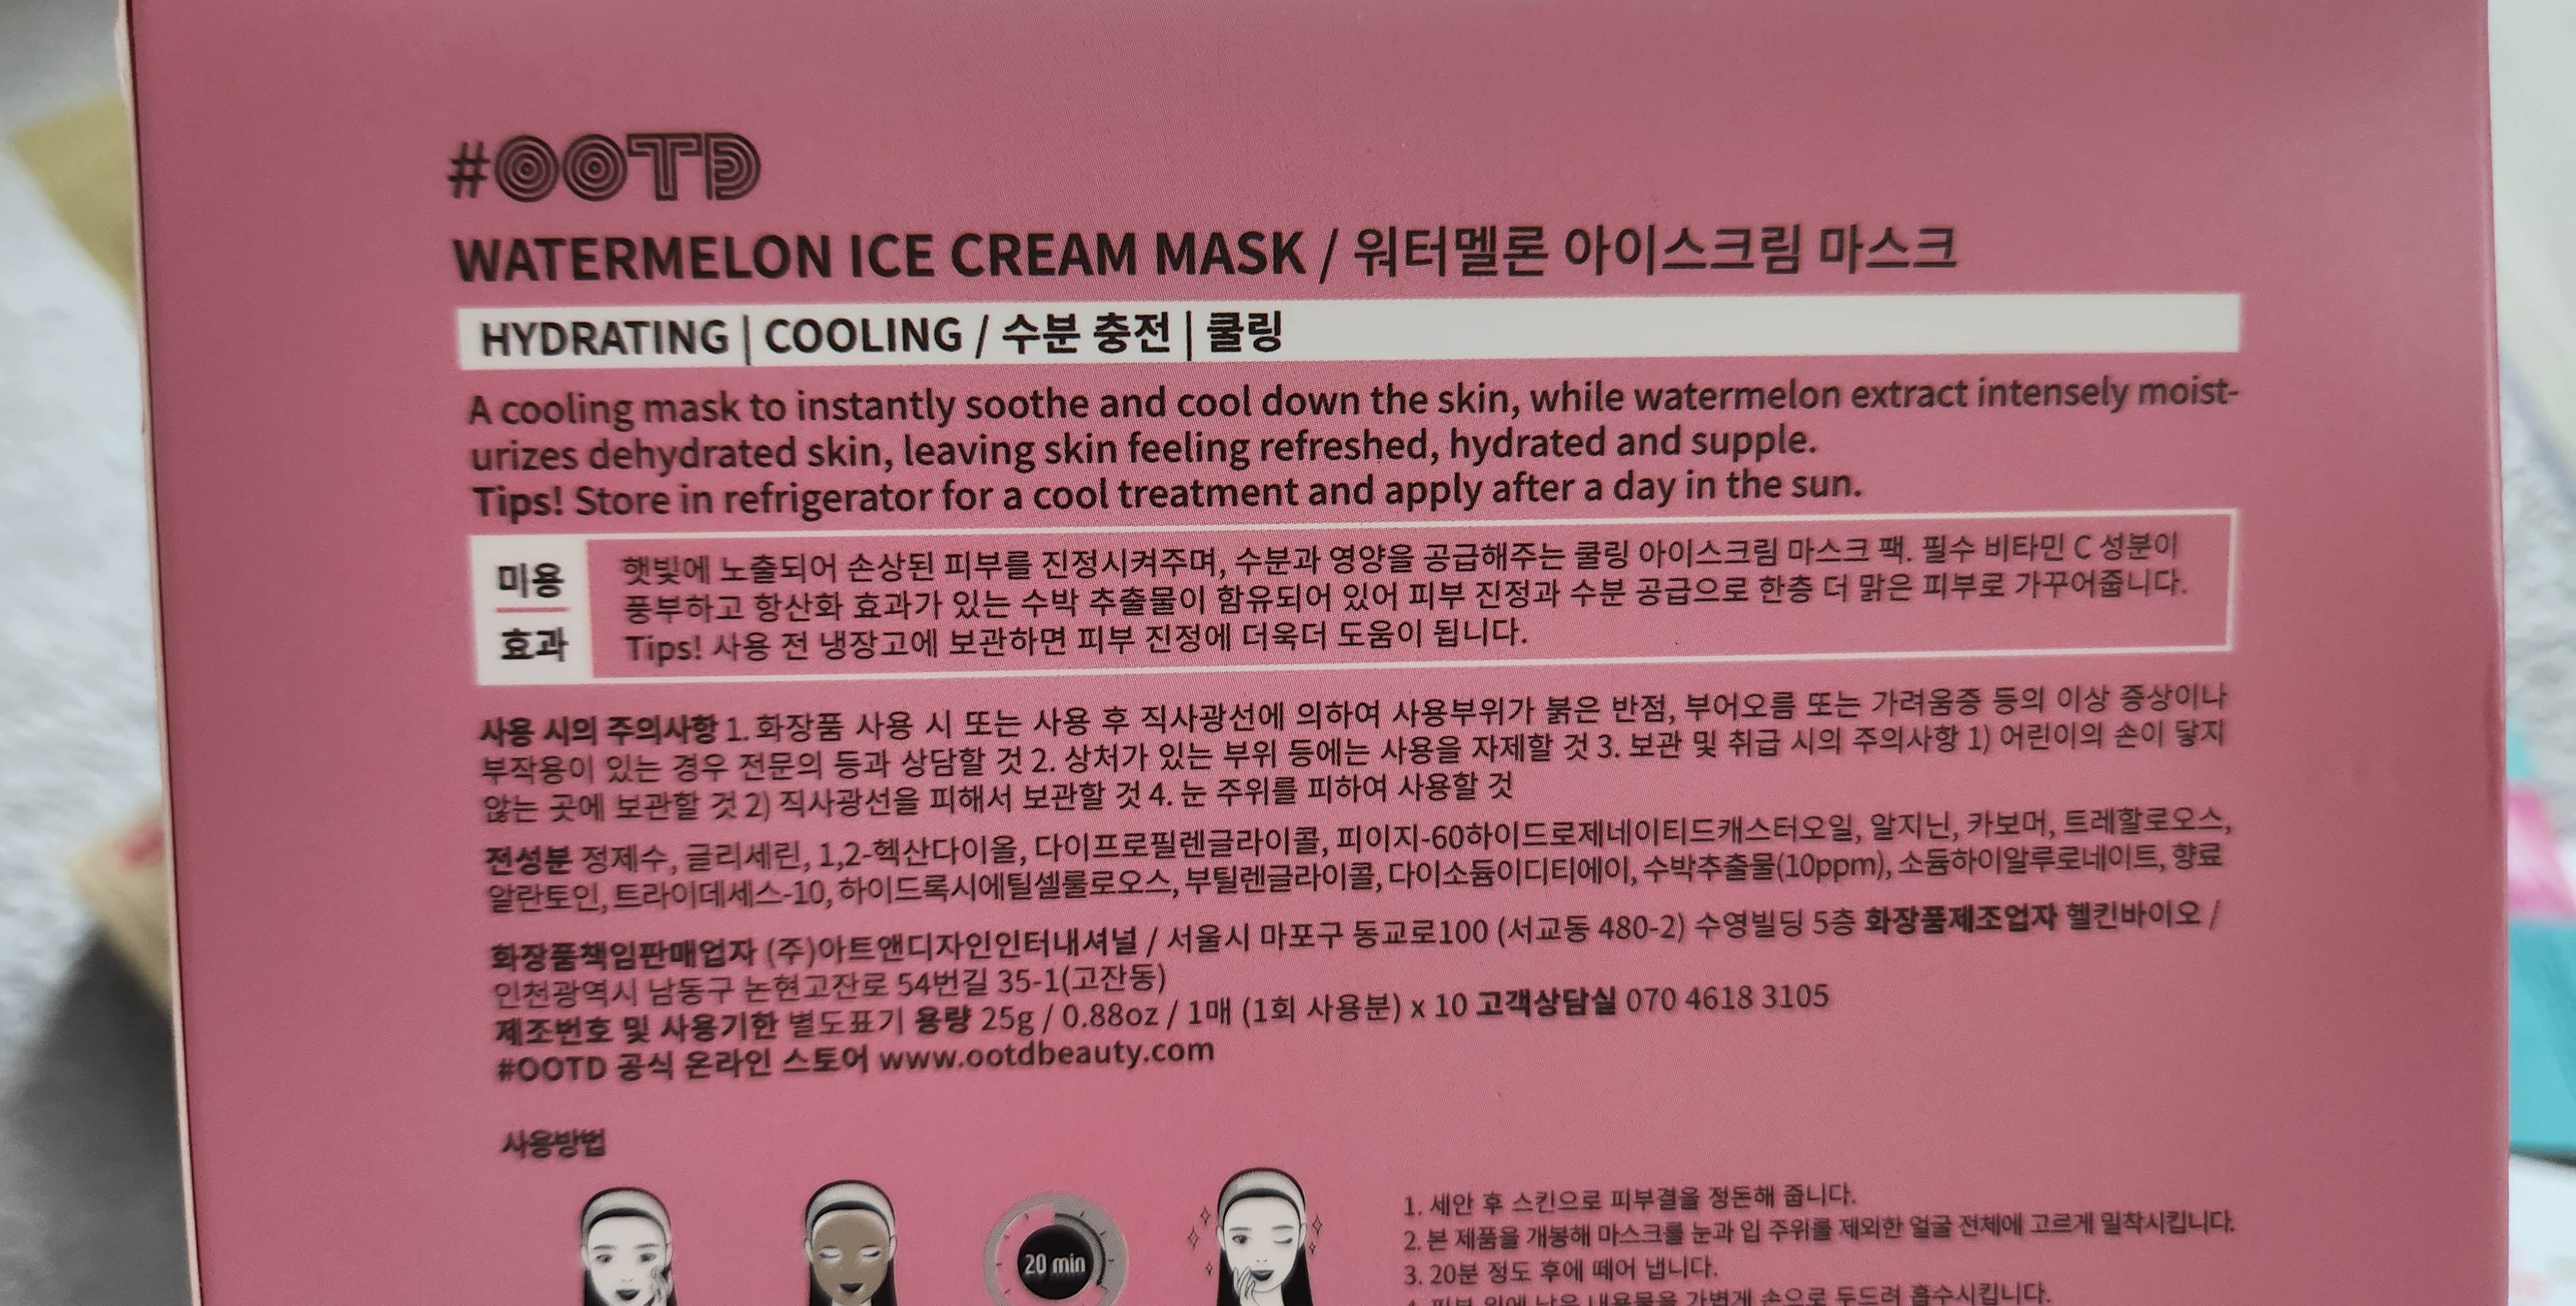 #OOTD
WATERMELON ICE CREAM MASK / 워터멜론 아이스크림 마스크
HYDRATING | COOLING / 수분 충전 | 쿨링
A cooling mask to instantly soothe and cool down the skin, while watermelon extract intensely moist-
urizes dehydrated skin, leaving skin feeling refreshed, hydrated and supple.
Tips! Store in refrigerator for a cool treatment and apply after a day in the sun.
미용
효과
햇빛에 노출되어 손상된 피부를 진정시켜주며, 수분과 영양을 공급해주는 쿨링 아이스크림 마스크 팩. 필수 비타민 C 성분이
풍부하고 항산화 효과가 있는 수박 추출물이 함유되어 있어 피부 진정과 수분 공급으로 한층 더 맑은 피부로 가꾸어줍니다.
Tips! 사용 전 냉장고에 보관하면 피부 진정에 더욱더 도움이 됩니다.
사용 시의 주의사항 1. 화장품 사용 시 또는 사용 후 직사광선에 의하여 사용부위가 붉은 반점, 부어오름 또는 가려움증 등의 이상 증상이나
부작용이 있는 경우 전문의 등과 상담할 것 2. 상처가 있는 부위 등에는 사용을 자제할 것 3. 보관 및 취급 시의 주의사항 1) 어린이의 손이 닿지
않는 곳에 보관할 것 2) 직사광선을 피해서 보관할 것 4. 눈 주위를 피하여 사용할 것
전성분 정제수, 글리세린, 1,2-헥산다이올, 다이프로필렌글라이콜, 피이지-60하이드로제네이티드캐스터오일, 알지닌, 카보머, 트레할로오스,
알란토인, 트라이데세스-10, 하이드록시에틸셀룰로오스, 부틸렌글라이콜, 다이소듐이디티에이, 수박추출물(10ppm), 소듐하이알루로네이트, 향료
화장품책임판매업자 (주)아트앤디자인인터내셔널 / 서울시 마포구 동교로100 (서교동 480-2) 수영빌딩 5층 화장품제조업자 헬킨바이오 /
인천광역시 남동구 논현고잔로 54번길 35-1(고잔동)
제조번호 및 사용기한 별도표기 용량 25g / 0.88oz / 1매 (1회 사용분) x 10 고객상담실 070 4618 3105
#OOTD 공식 온라인 스토어 www.ootdbeauty.com
사용방법
20 min
1. 세안 후 스킨으로 피부결을 정돈해 줍니다.
2. 본 제품을 개봉해 마스크를 눈과 입 주위를 제외한 얼굴 전체에 고르게 밀착시킵니다.
3. 20분 정도 후에 떼어 냅니다.
4. 피부 위에 남은 내용물을 가볍게 손으로 두드려 흡수시킵니다.